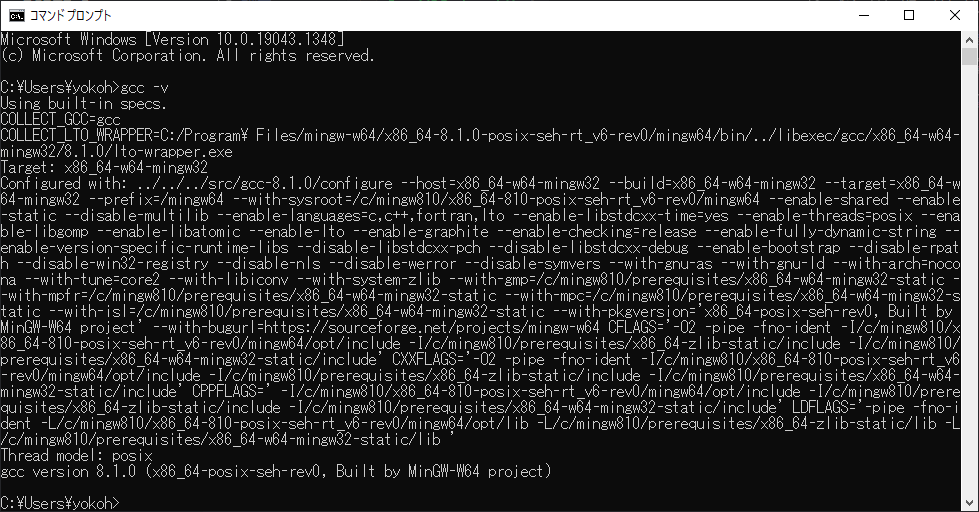 コマンド プロンプト
Microsoft Windows [Version 10.0.19043.1348]
(c) Microsoft Corporation. All rights reserved.
C:¥Users¥yokoh>gcc -v
Using built-in specs.
COLLECT_GCC=gcc
COLLECT_LTO_WRAPPER=C:/Program¥ Files/mingw-w64/x86_64-8.1.0-posix-seh-rt_v6-rev0/mingw64/bin/../libexec/gcc/x86_64-w64-
mingw32/8.1.0/lto-wrapper.exe
Target: x86_64-w64-mingw32
Configured with: ../../../src/gcc-8.1.0/configure --host=x86_64-w64-mingw32 --build=x86_64-w64-mingw32 --target=x86_64-w
64-mingw32 --prefix=/mingw64 --with-sysroot=/c/mingw810/x86_64-810-posix-seh-rt_v6-rev0/mingw64 --enable-shared --enable
-static --disable-multilib --enable-languages=c,c++,fortran,lto --enable-libstdcxx-time=yes --enable-threads=posix --ena
ble-libgomp --enable-libatomic --enable-lto --enable-graphite --enable-checking=release --enable-fully-dynamic-string --
enable-version-specific-runtime-libs --disable-libstdcxx-pch --disable-libstdcxx-debug --enable-bootstrap --disable-rpat
h --disable-win32-registry --disable-nls --disable-werror --disable-symvers --with-gnu-as --with-gnu-ld --with-arch=noco
na --with-tune=core2 --with-libiconv --with-system-zlib --with-gmp=/c/mingw810/prerequisites/x86_64-w64-mingw32-static -
-with-mpfr=/c/mingw810/prerequisites/x86_64-w64-mingw32-static --with-mpc=/c/mingw810/prerequisites/x86_64-w64-mingw32-s
tatic --with-isl=/c/mingw810/prerequisites/x86_64-w64-mingw32-static --with-pkgversion='x86_64-posix-seh-rev0, Built by
MinGW-W64 project' --with-bugurl=https://sourceforge.net/projects/mingw-w64 CFLAGS='-O2 -pipe -fno-ident -I/c/mingw810/x
86_64-810-posix-seh-rt_v6-rev0/mingw64/opt/include -I/c/mingw810/prerequisites/x86_64-zlib-static/include -I/c/mingw810/
prerequisites/x86_64-w64-mingw32-static/include' CXXFLAGS='-O2 -pipe -fno-ident -I/c/mingw810/x86_64-810-posix-seh-rt_v6
-rev0/mingw64/opt/include -I/c/mingw810/prerequisites/x86_64-zlib-static/include -I/c/mingw810/prerequisites/x86_64-w64-
mingw32-static/include' CPPFLAGS=' -I/c/mingw810/x86_64-810-posix-seh-rt_v6-rev0/mingw64/opt/include -I/c/mingw810/prere
quisites/x86_64-zlib-static/include -I/c/mingw810/prerequisites/x86_64-w64-mingw32-static/include' LDFLAGS='-pipe -fno-i
dent -L/c/mingw810/x86_64-810-posix-seh-rt_v6-rev0/mingw64/opt/lib -L/c/mingw810/prerequisites/x86_64-zlib-static/lib -L
/c/mingw810/prerequisites/x86_64-w64-mingw32-static/lib '
Thread model: posix
gcc version 8.1.0 (x86_64-posix-seh-rev0, Built by MinGW-W64 project)
C:¥Users¥yokoh>